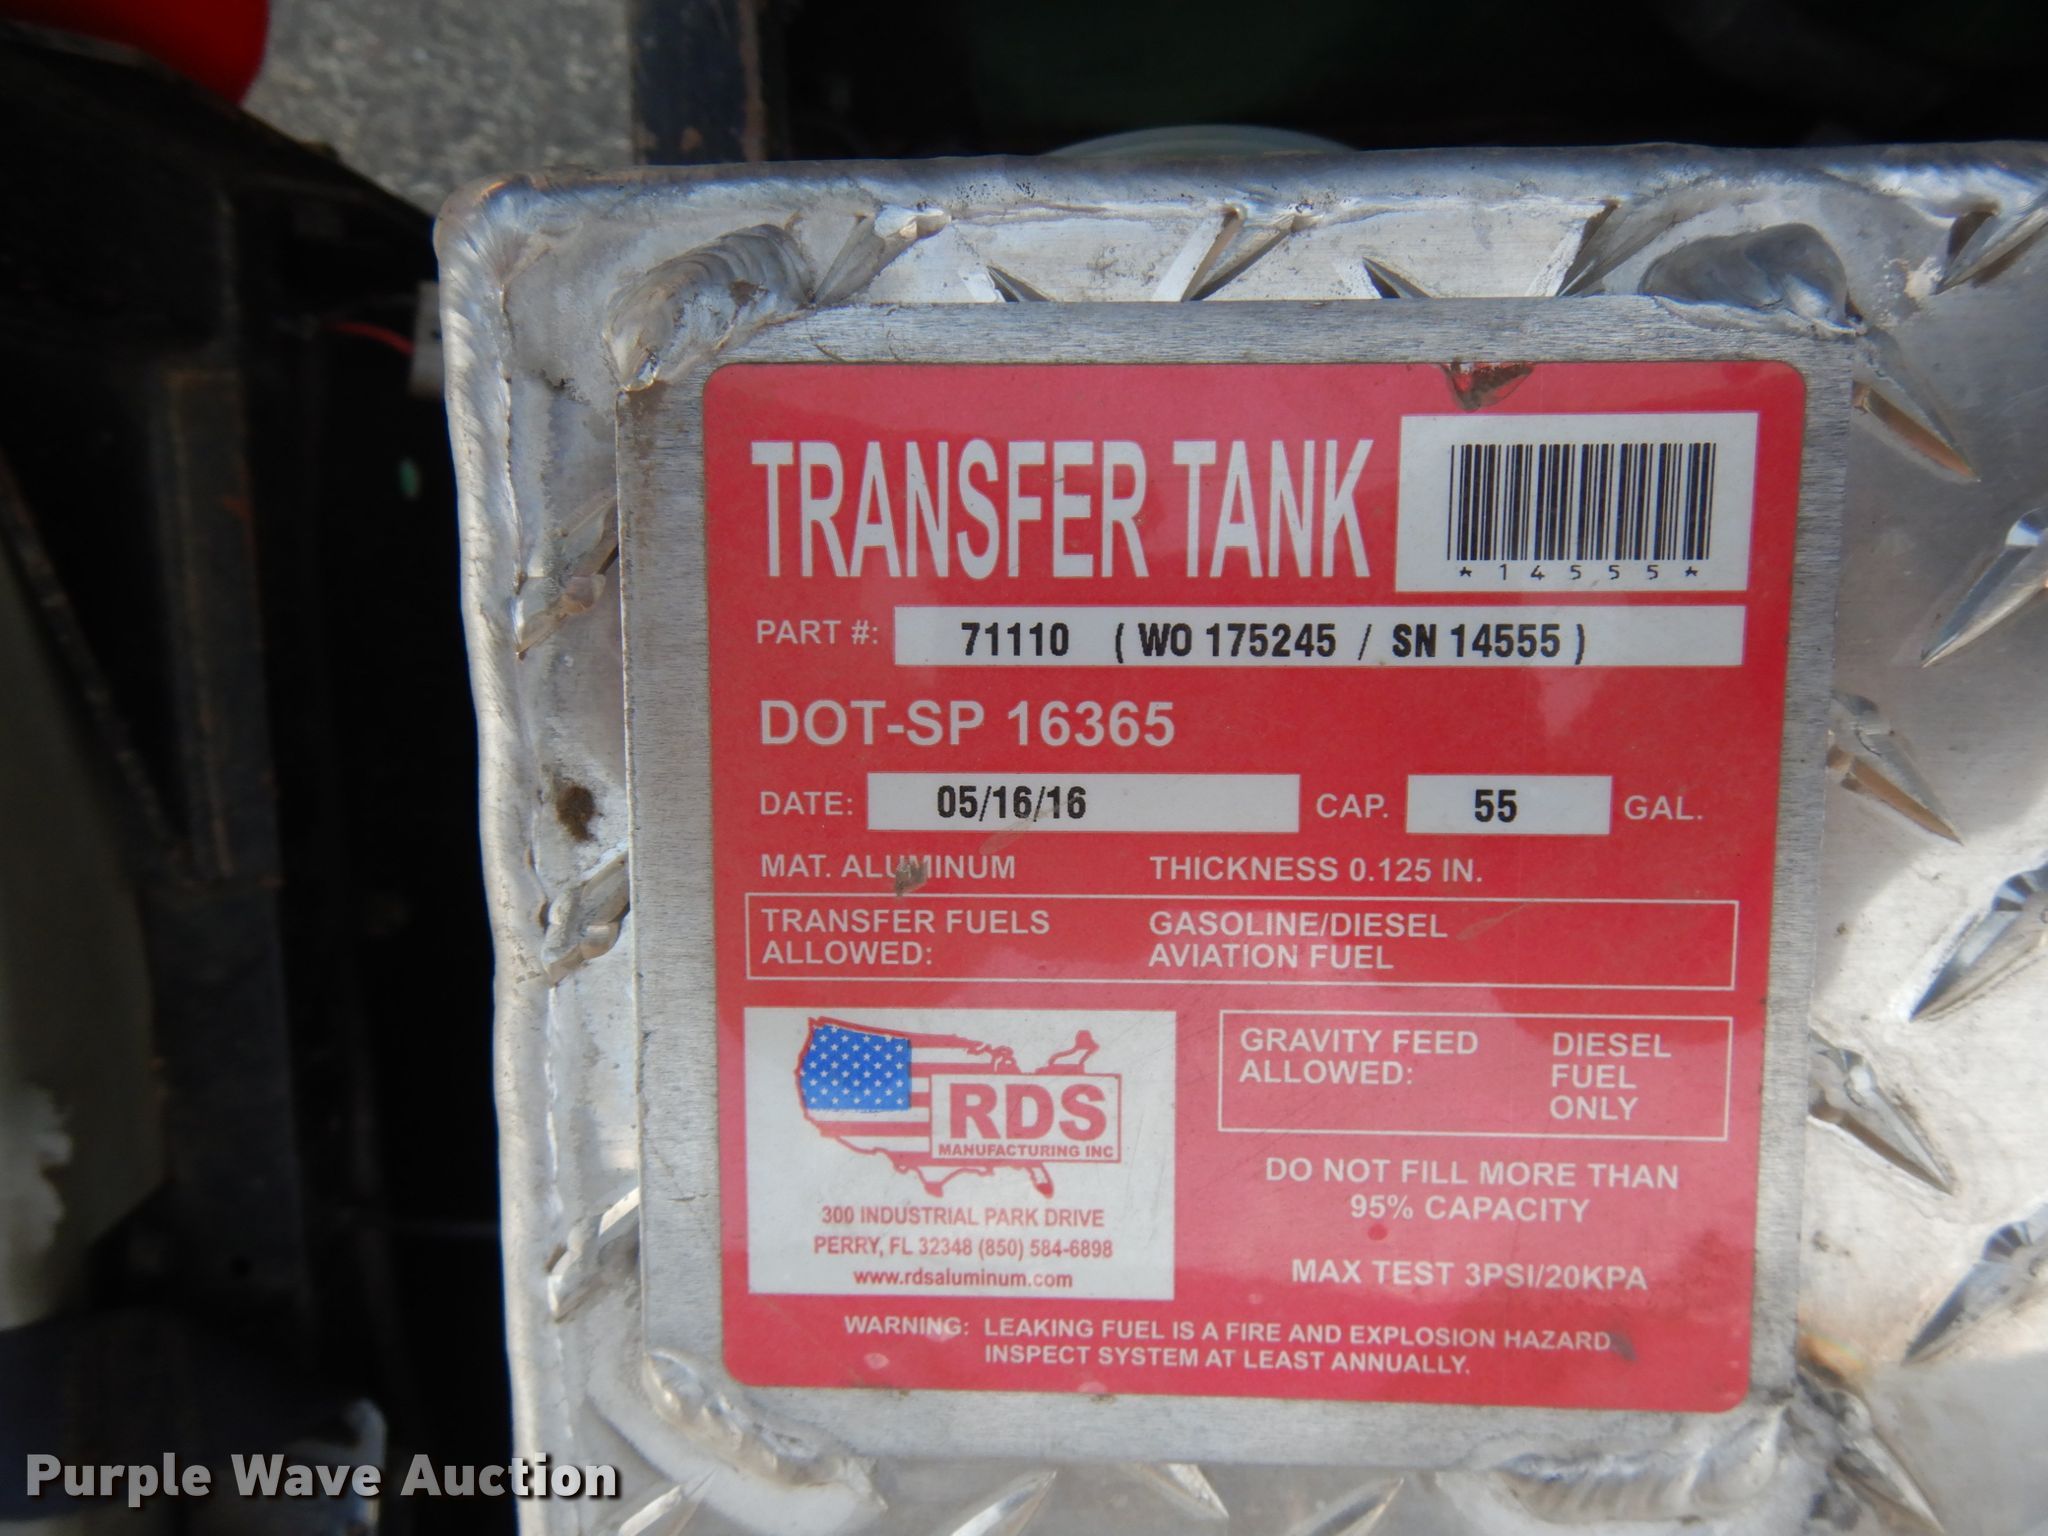 TRANSFER TANK
*14555*
PART #: 71110 ( WO 175245 / SN 14555 )
DOT-SP 16365
DATE: 05/16/16 CAP. 55 GAL.
MAT. ALUMINUM THICKNESS 0.125 IN.
TRANSFER FUELS ALLOWED: GASOLINE/DIESEL
AVIATION FUEL
RDS
MANUFACTURING INC
300 INDUSTRIAL PARK DRIVE
PERRY, FL 32348 (850) 584-6898
www.rdsaluminum.com
GRAVITY FEED ALLOWED: DIESEL
FUEL
ONLY
DO NOT FILL MORE THAN
95% CAPACITY
MAX TEST 3PSI/20KPA
WARNING: LEAKING FUEL IS A FIRE AND EXPLOSION HAZARD
INSPECT SYSTEM AT LEAST ANNUALLY.
Purple Wave Auction